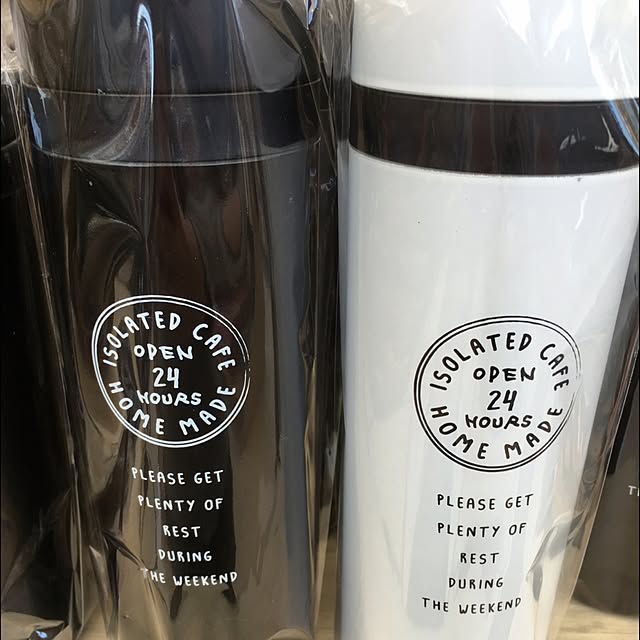 ISOLATED CAFE
OPEN
24
HOURS
HOME MADE
PLEASE GET
PLENTY OF
REST
DURING
THE WEEKEND
ISOLATED CAFE
OPEN
24
HOURS
HOME MADE
PLEASE GET
PLENTY OF
REST
DURING
THE WEEKEND